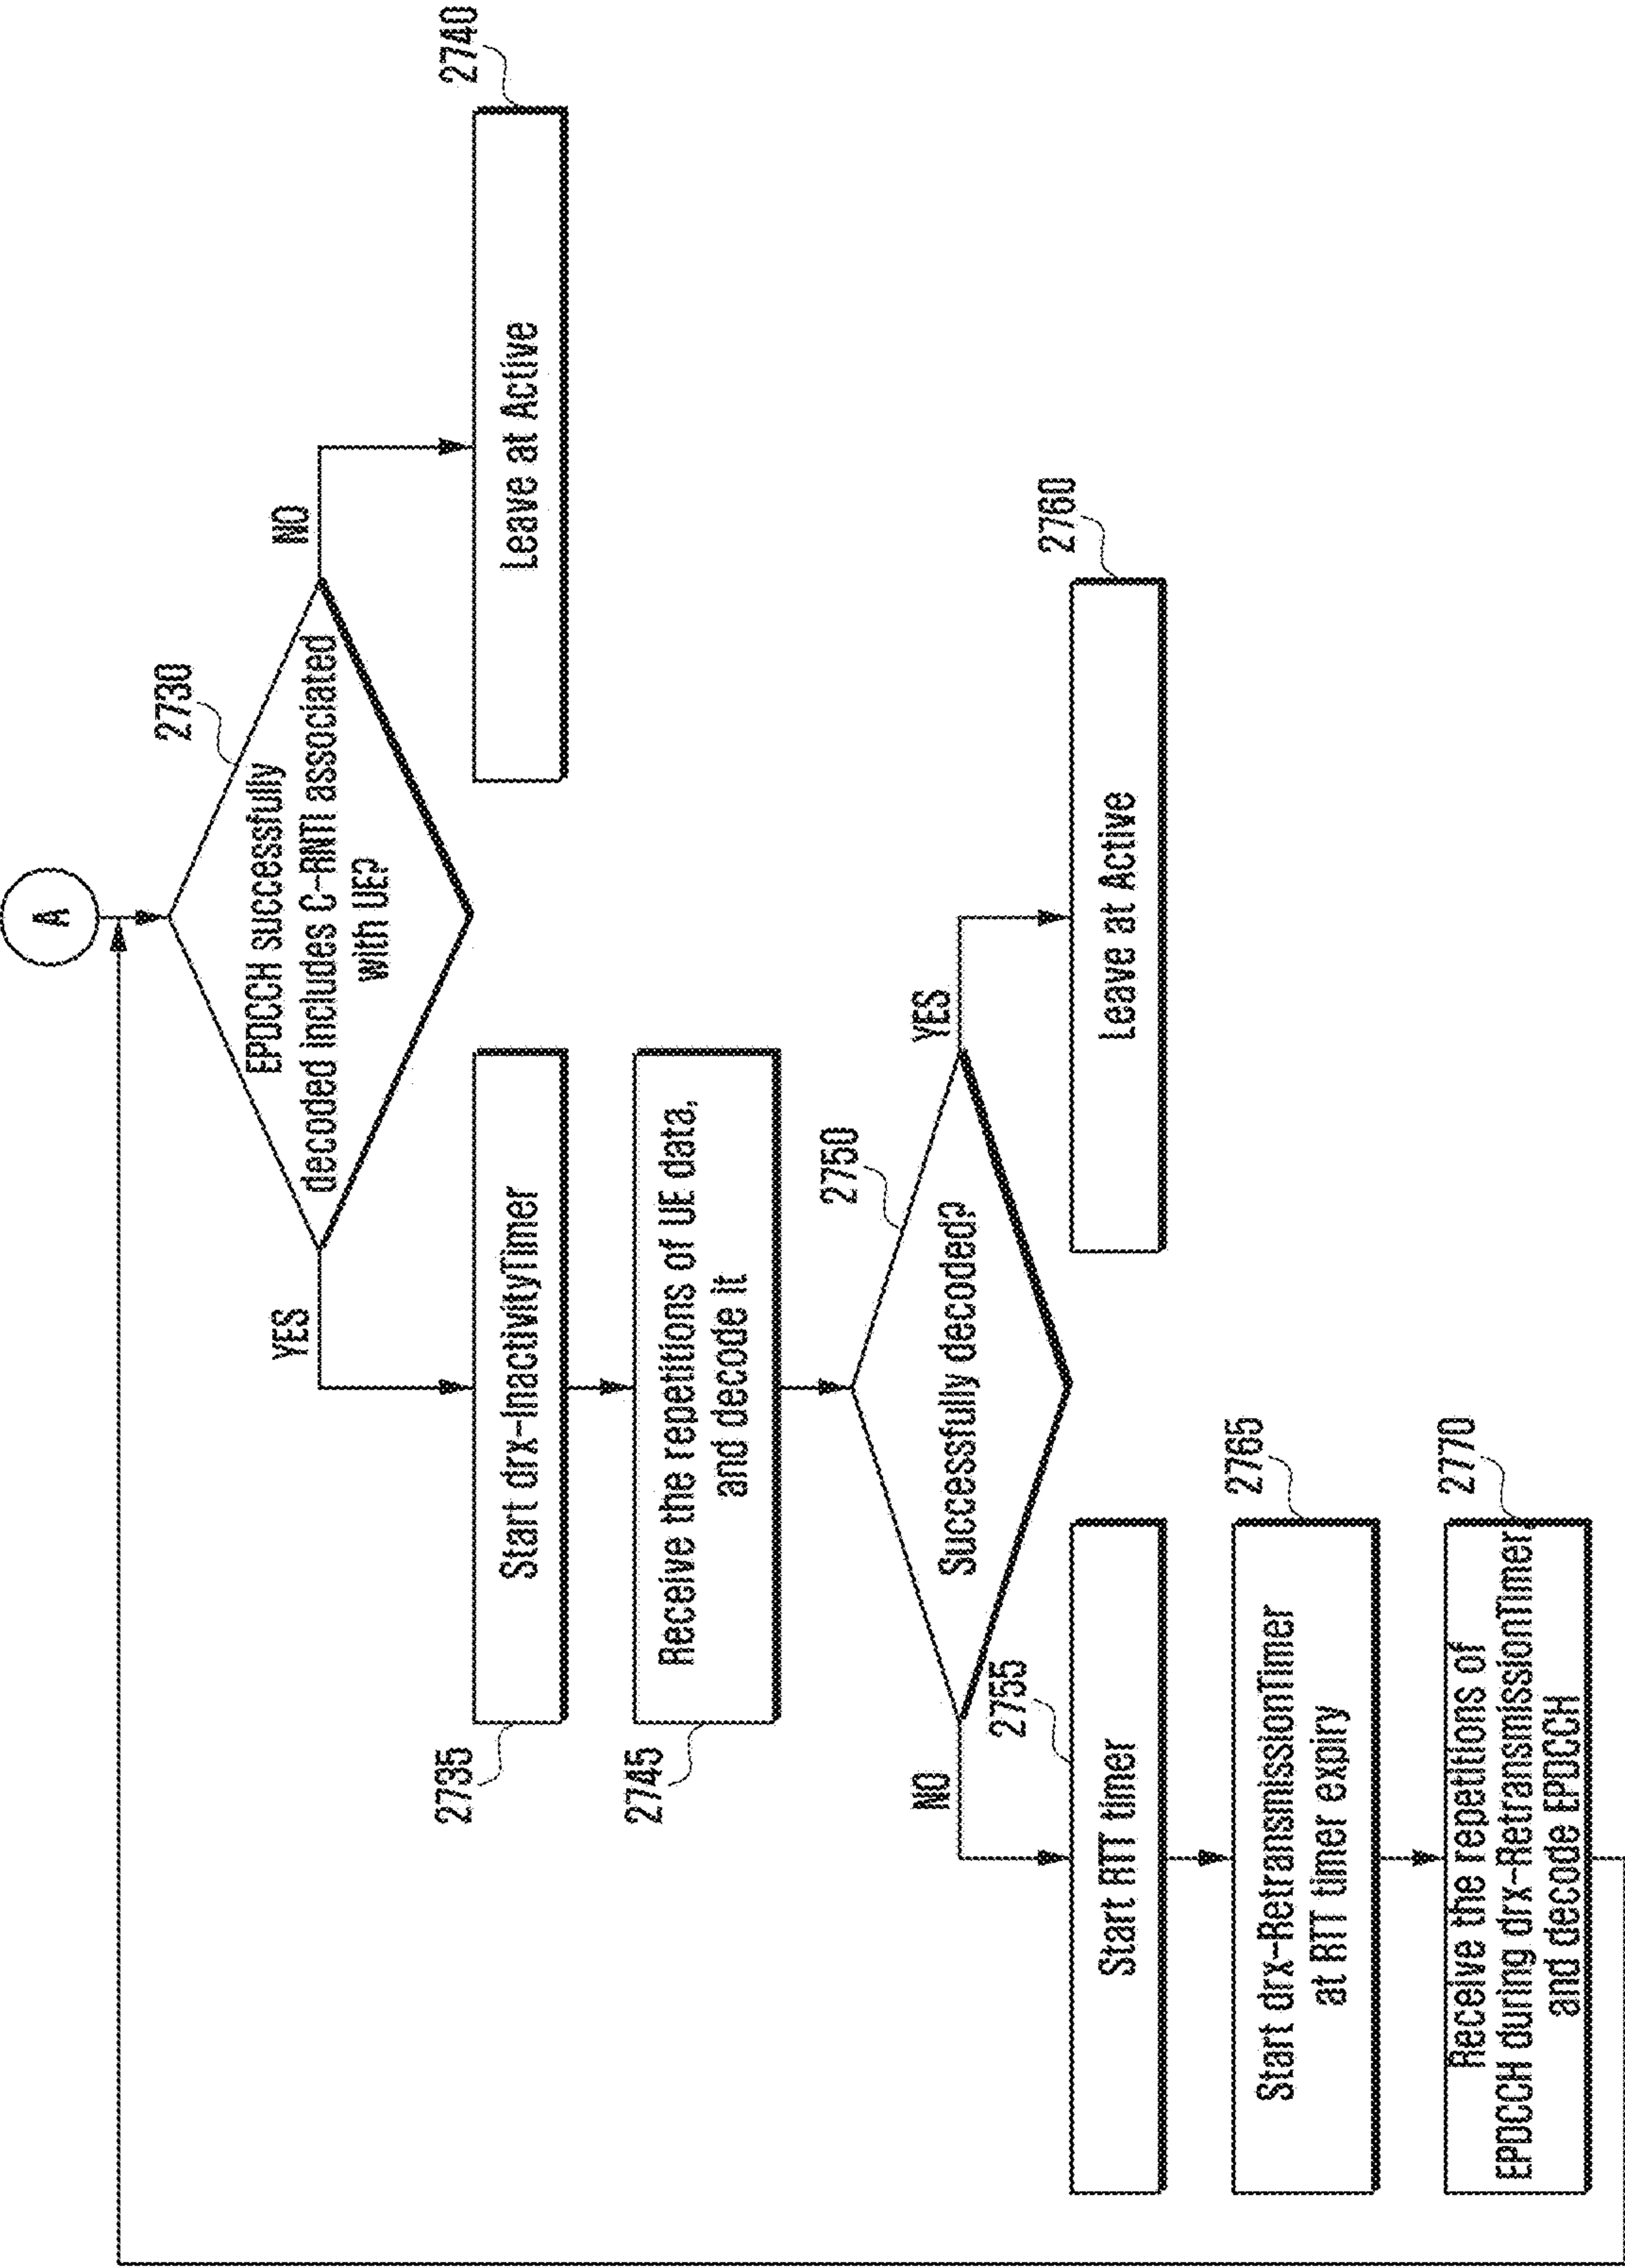 A
2730
EPDCCH successfully
decoded includes C-RNTI associated
with UE?
YES
NO
2735
Start drx-InactivityTimer
2740
Leave at Active
2745
Receive the repetitions of UE data,
and decode it
2750
Successfully decoded?
NO
YES
2755
Start RTT timer
2760
Leave at Active
2765
Start drx-RetransmissionTimer
at RTT timer expiry
2770
Receive the repetitions of
EPDCCH during drx-RetransmissionTimer,
and decode EPDCCH